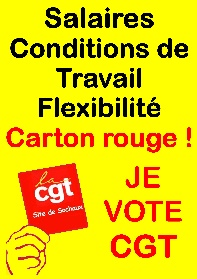 Salaires
Conditions de
Travail
Flexibilité
Carton rouge !
la
cgt
Site de Sochaux
JE
VOTE
CGT